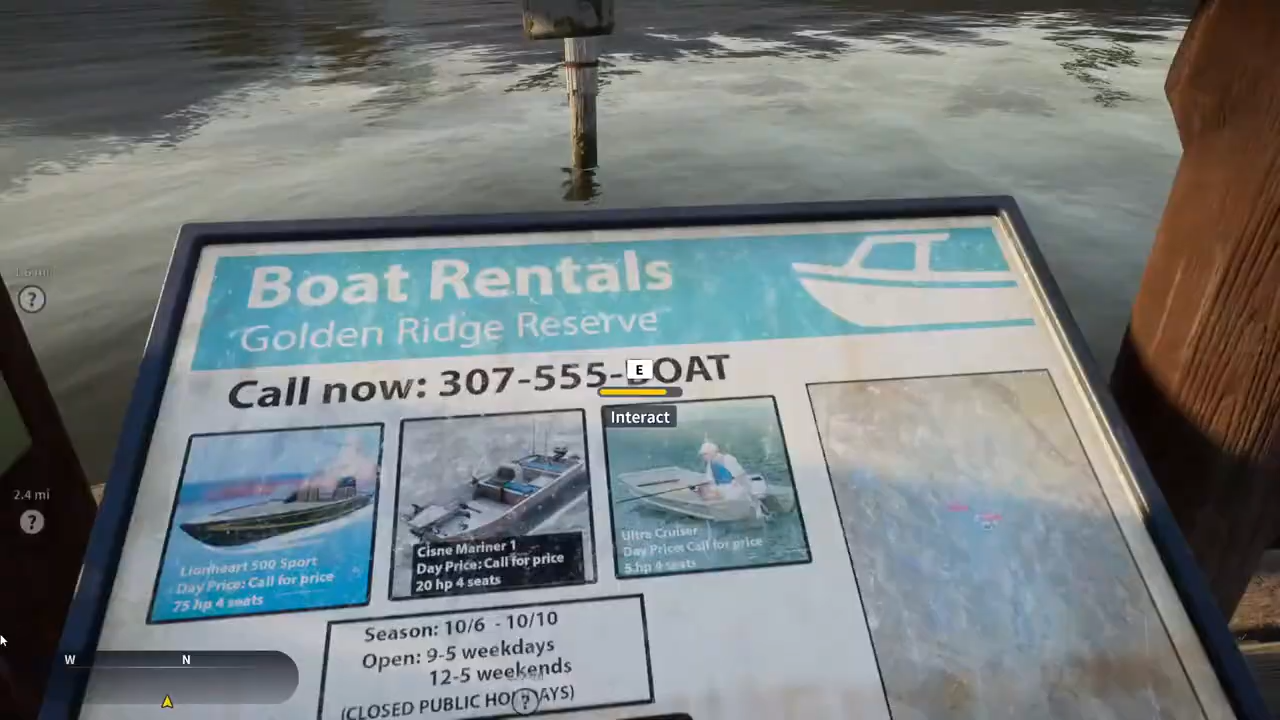 1.6 mi
?
Boat Rentals
Golden Ridge Reserve
Call now: 307-555-BOAT
E
Interact
2.4 mi
?
Lionheart 500 Sport
Day Price: Call for price
75 hp 4 seats
Cisne Mariner 1
Day Price: Call for price
20 hp 4 seats
Ultra Cruiser
Day Price: Call for price
5 hp 4 seats
Season: 10/6 - 10/10
Open: 9-5 weekdays
12-5 weekends
(CLOSED PUBLIC HOLIDAYS)
?
W N